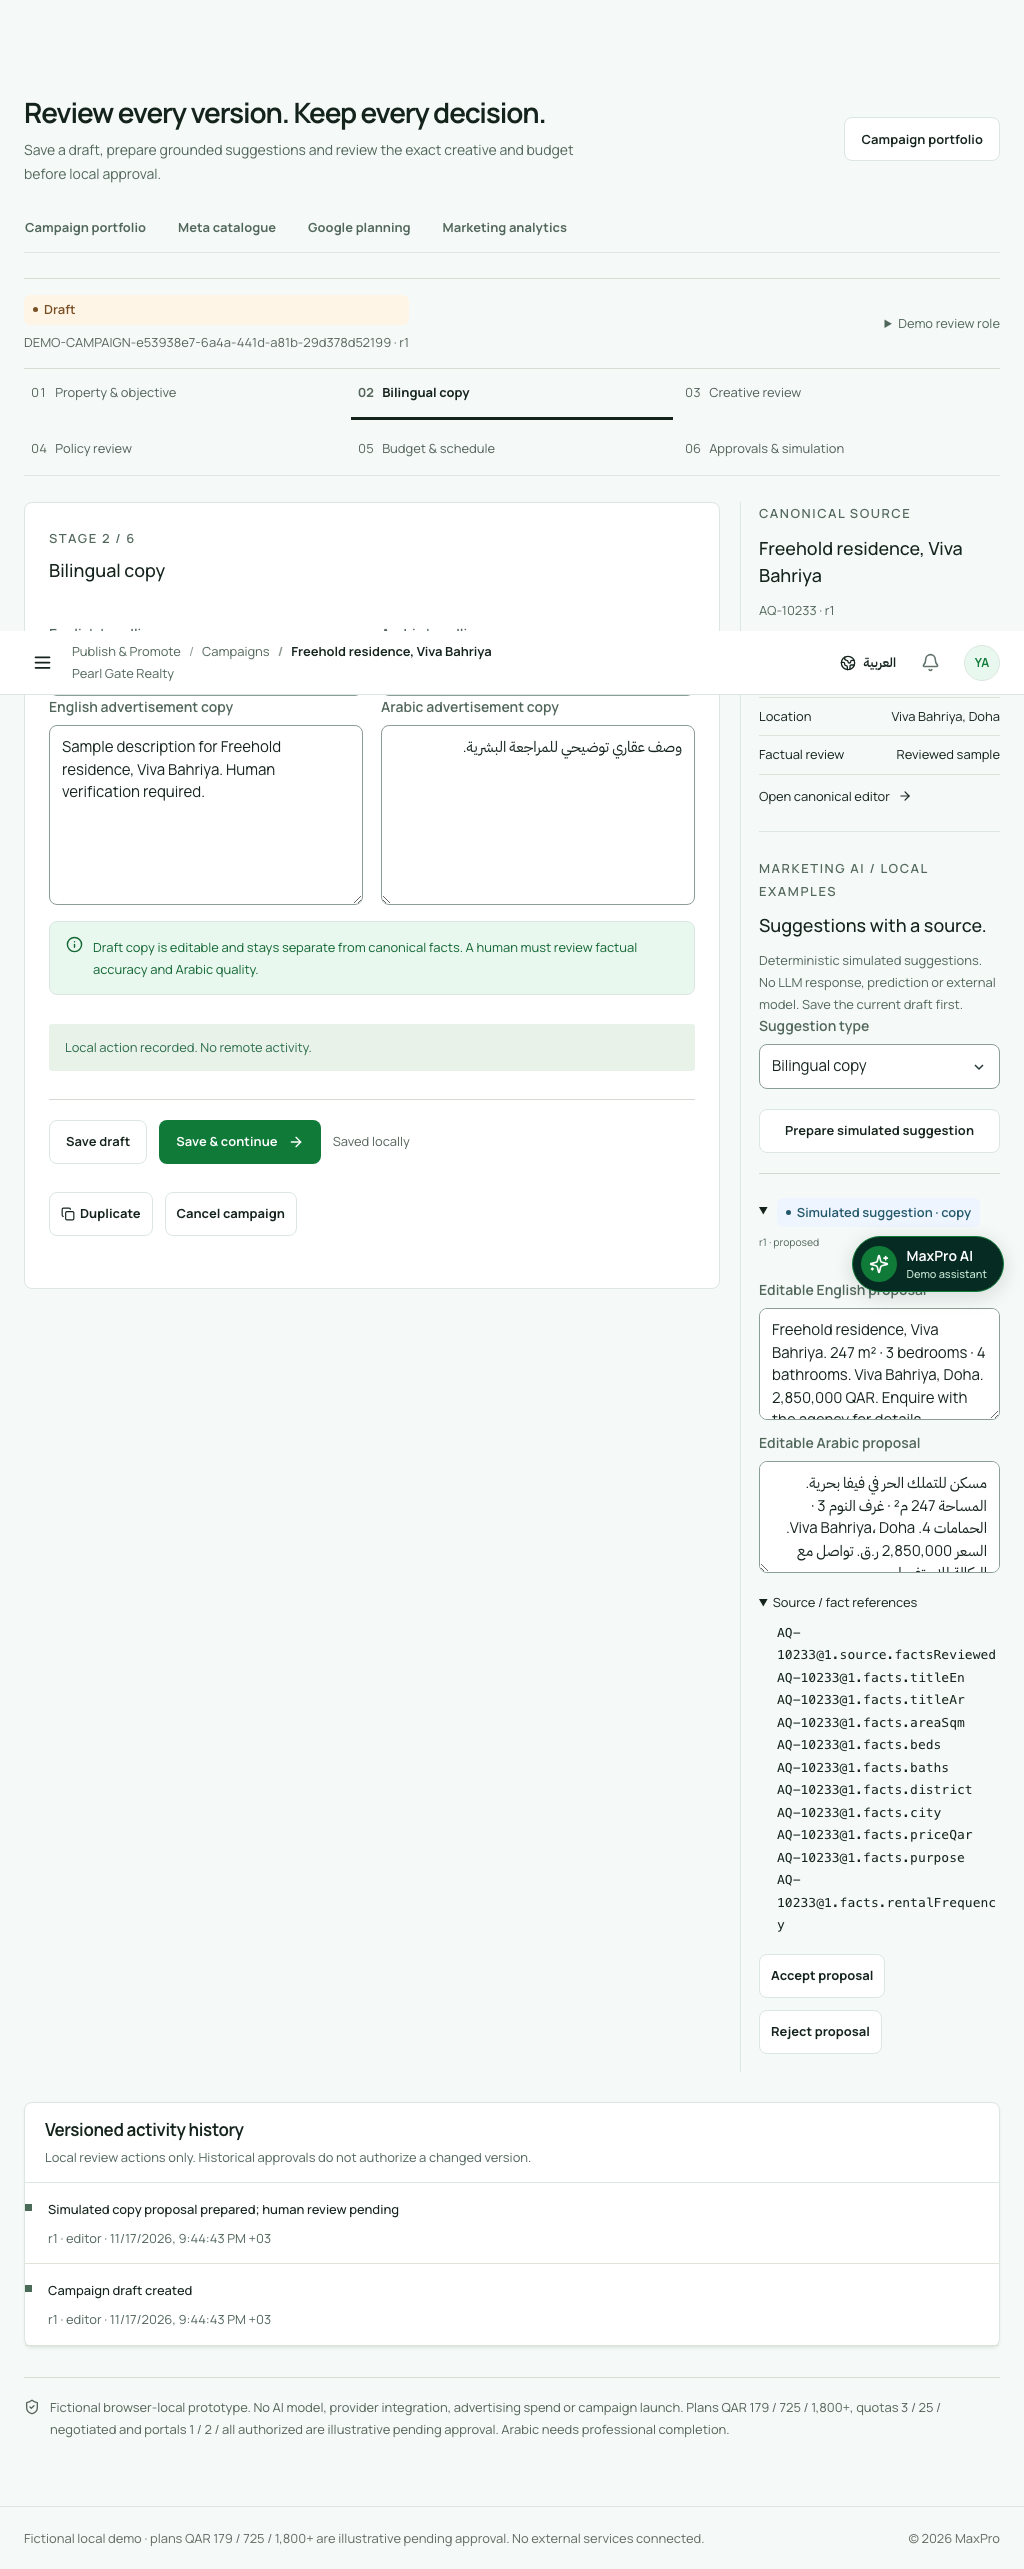 Review every version. Keep every decision.
Save a draft, prepare grounded suggestions and review the exact creative and budget
before local approval.
Campaign portfolio
Campaign portfolio
Meta catalogue
Google planning
Marketing analytics
Draft
DEMO-CAMPAIGN-e53938e7-6a4a-441d-a81b-29d378d52199 · r1
Demo review role
01 Property & objective
02 Bilingual copy
03 Creative review
04 Policy review
05 Budget & schedule
06 Approvals & simulation
STAGE 2 / 6
Bilingual copy
Publish & Promote / Campaigns / Freehold residence, Viva Bahriya
Pearl Gate Realty
العربية
YA
English advertisement copy
Sample description for Freehold
residence, Viva Bahriya. Human
verification required.
Arabic advertisement copy
وصف عقاري توضيحي للمراجعة البشرية.
Draft copy is editable and stays separate from canonical facts. A human must review factual
accuracy and Arabic quality.
Local action recorded. No remote activity.
Save draft
Save & continue
Saved locally
Duplicate
Cancel campaign
CANONICAL SOURCE
Freehold residence, Viva
Bahriya
AQ-10233 · r1
Location Viva Bahriya, Doha
Factual review Reviewed sample
Open canonical editor
MARKETING AI / LOCAL
EXAMPLES
Suggestions with a source.
Deterministic simulated suggestions.
No LLM response, prediction or external
model. Save the current draft first.
Suggestion type
Bilingual copy
Prepare simulated suggestion
Simulated suggestion · copy
r1 · proposed
MaxPro AI
Demo assistant
Editable English proposal
Freehold residence, Viva
Bahriya. 247 m² · 3 bedrooms · 4
bathrooms. Viva Bahriya, Doha.
2,850,000 QAR. Enquire with
the agency for details
Editable Arabic proposal
مسكن للتملك الحر في فيفا بحرية.
المساحة 247 م² · غرف النوم 3 ·
الحمامات 4. Viva Bahriya، Doha.
السعر 2,850,000 ر.ق. تواصل مع
Source / fact references
AQ-
10233@1.source.factsReviewed
AQ-10233@1.facts.titleEn
AQ-10233@1.facts.titleAr
AQ-10233@1.facts.areaSqm
AQ-10233@1.facts.beds
AQ-10233@1.facts.baths
AQ-10233@1.facts.district
AQ-10233@1.facts.city
AQ-10233@1.facts.priceQar
AQ-10233@1.facts.purpose
AQ-
10233@1.facts.rentalFrequenc
y
Accept proposal
Reject proposal
Versioned activity history
Local review actions only. Historical approvals do not authorize a changed version.
Simulated copy proposal prepared; human review pending
r1 · editor · 11/17/2026, 9:44:43 PM +03
Campaign draft created
r1 · editor · 11/17/2026, 9:44:43 PM +03
Fictional browser-local prototype. No AI model, provider integration, advertising spend or campaign launch. Plans QAR 179 / 725 / 1,800+, quotas 3 / 25 /
negotiated and portals 1 / 2 / all authorized are illustrative pending approval. Arabic needs professional completion.
Fictional local demo · plans QAR 179 / 725 / 1,800+ are illustrative pending approval. No external services connected.
© 2026 MaxPro